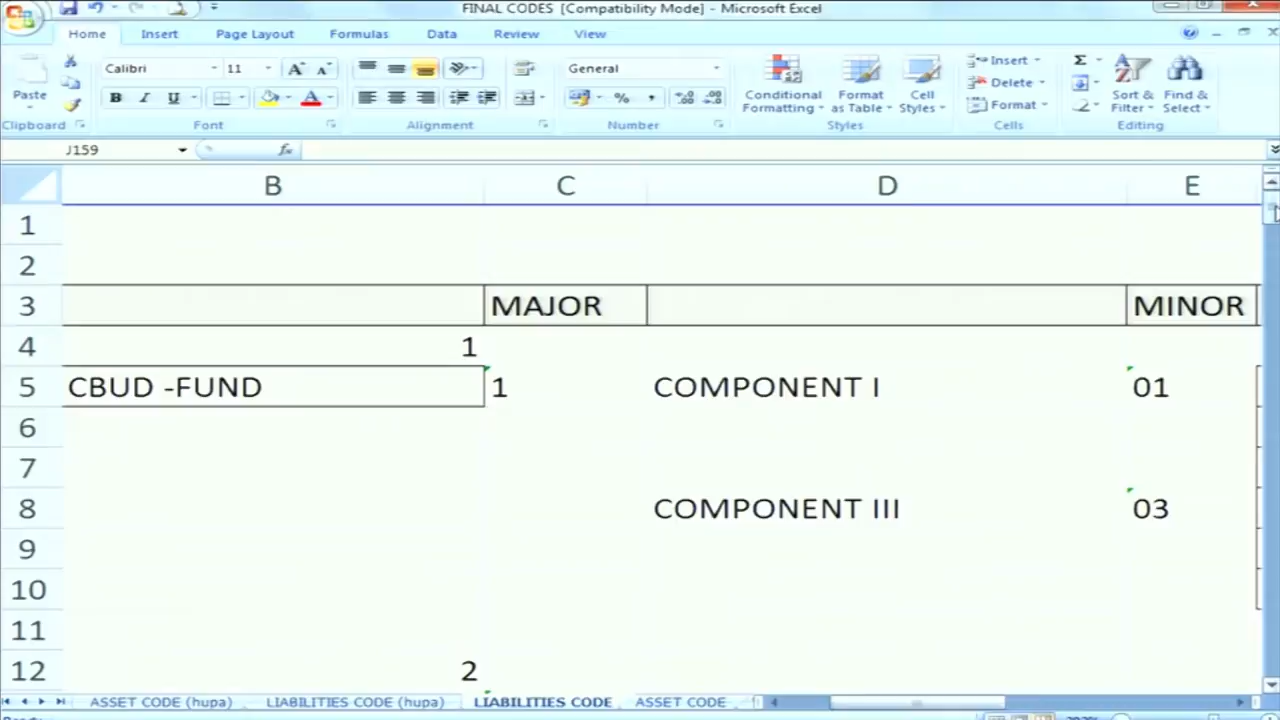 FINAL CODES [Compatibility Mode] - Microsoft Excel
Home Insert Page Layout Formulas Data Review View
Paste
Calibri 11 A A
B I U A
General
%
Conditional Formatting
Format as Table
Cell Styles
Insert
Delete
Format
Σ
Sort & Filter
Find & Select
Clipboard Font Alignment Number Styles Cells Editing
J159 fx
B C D E
1
2
3 MAJOR MINOR
4 1
5 CBUD -FUND 1 COMPONENT I 01
6
7
8 COMPONENT III 03
9
10
11
12 2
ASSET CODE (hupa) LIABILITIES CODE (hupa) LIABILITIES CODE ASSET CODE